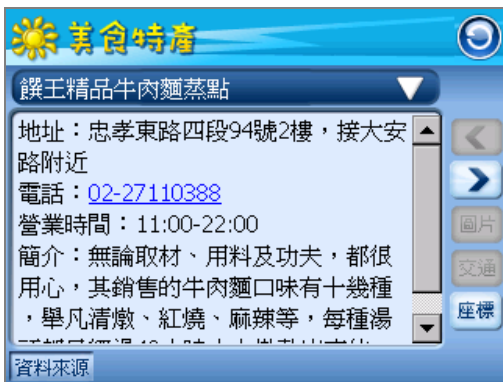 美食特產
饌王精品牛肉麵蒸點
地址：忠孝東路四段94號2樓，接大安
路附近
電話：02-27110388
營業時間：11:00-22:00
簡介：無論取材、用料及功夫，都很
用心，其銷售的牛肉麵口味有十幾種
，舉凡清燉、紅燒、麻辣等，每種湯
圖片
交通
座標
資料來源